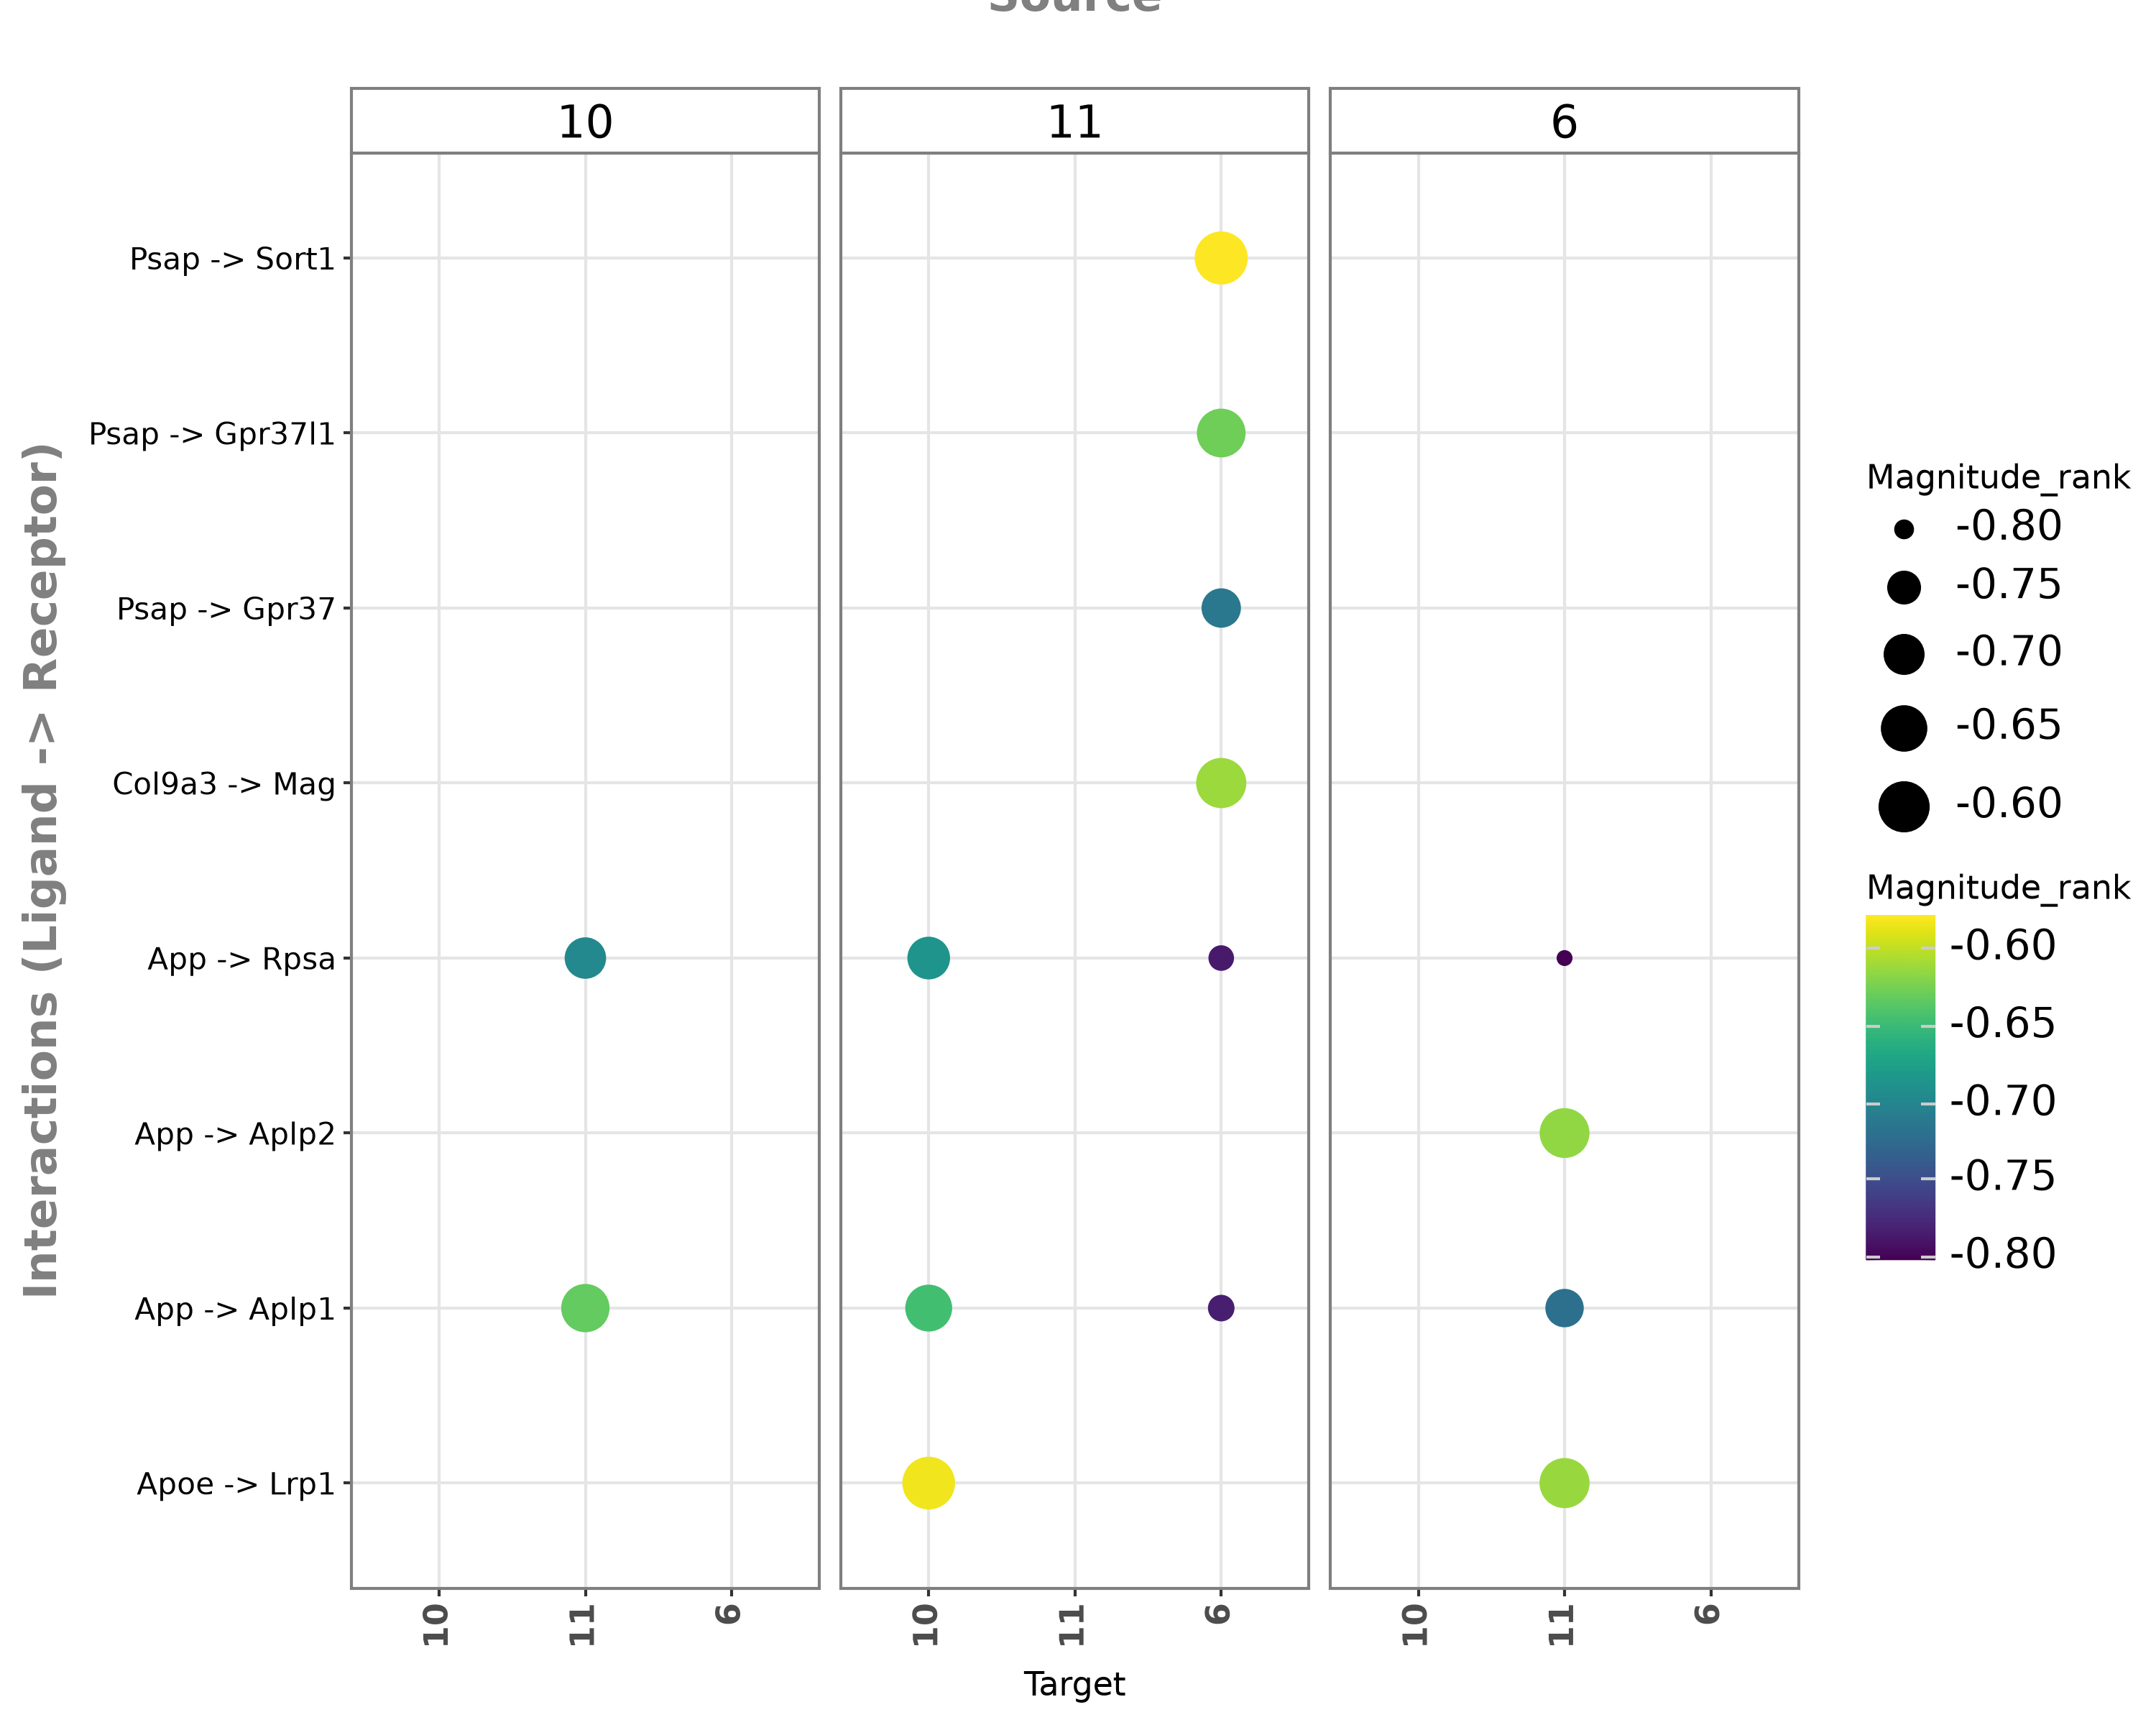 Source
10
11
6
Interactions (Ligand -> Receptor)
Psap -> Sort1
Psap -> Gpr37l1
Psap -> Gpr37
Col9a3 -> Mag
App -> Rpsa
App -> Aplp2
App -> Aplp1
Apoe -> Lrp1
10
11
6
10
11
6
10
11
6
Target
Magnitude_rank
-0.80
-0.75
-0.70
-0.65
-0.60
Magnitude_rank
-0.60
-0.65
-0.70
-0.75
-0.80